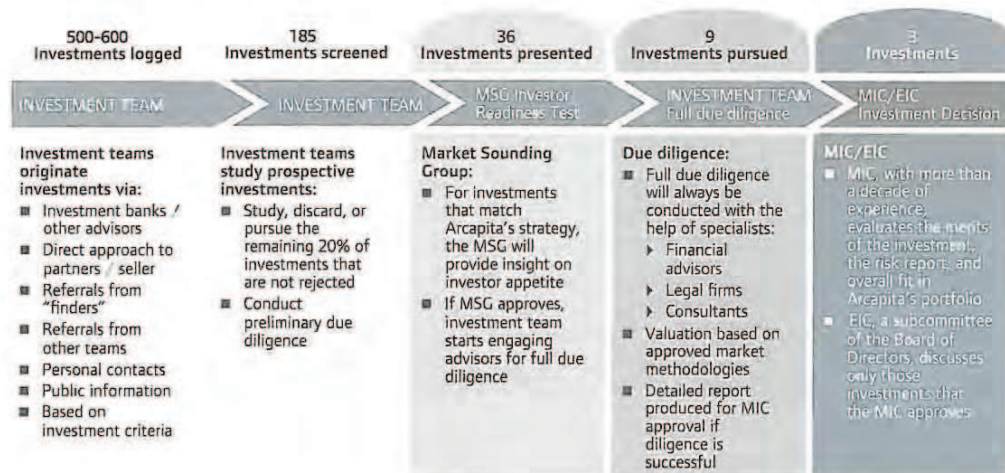 500-600
Investments logged
185
Investments screened
36
Investments presented
9
Investments pursued
3
Investments
INVESTMENT TEAM
INVESTMENT TEAM
MSG Investor
Readiness Test
INVESTMENT TEAM
Full due diligence
MIC/EIC
Investment Decision
Investment teams
originate
investments via:
■ Investment banks /
other advisors
■ Direct approach to
partners / seller
■ Referrals from
"finders"
■ Referrals from
other teams
■ Personal contacts
■ Public information
■ Based on
investment criteria
Investment teams
study prospective
investments:
■ Study, discard, or
pursue the
remaining 20% of
investments that
are not rejected
■ Conduct
preliminary due
diligence
Market Sounding
Group:
■ For investments
that match
Arcapita's strategy,
the MSG will
provide insight on
investor appetite
■ If MSG approves,
investment team
starts engaging
advisors for full due
diligence
Due diligence:
■ Full due diligence
will always be
conducted with the
help of specialists:
▸ Financial
advisors
▸ Legal firms
▸ Consultants
■ Valuation based on
approved market
methodologies
■ Detailed report
produced for MIC
approval if
diligence is
successful
MIC/EIC
■ MIC, with more than
a decade of
experience,
evaluates the merits
of the investment,
the risk report, and
overall fit in
Arcapita's portfolio
■ EIC, a subcommittee
of the Board of
Directors, discusses
only those
investments that
the MIC approves